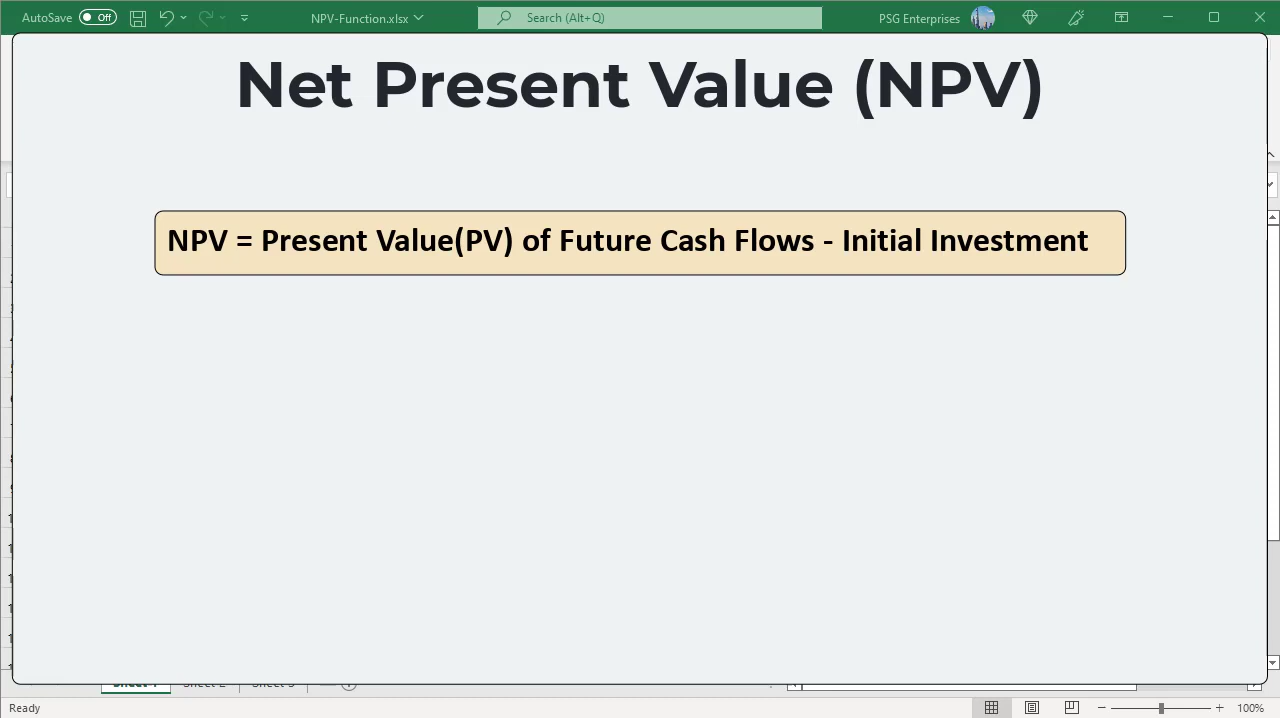 AutoSave Off NPV-Function.xlsx Search (Alt+Q) PSG Enterprises
Net Present Value (NPV)
NPV = Present Value(PV) of Future Cash Flows - Initial Investment
Ready 100%